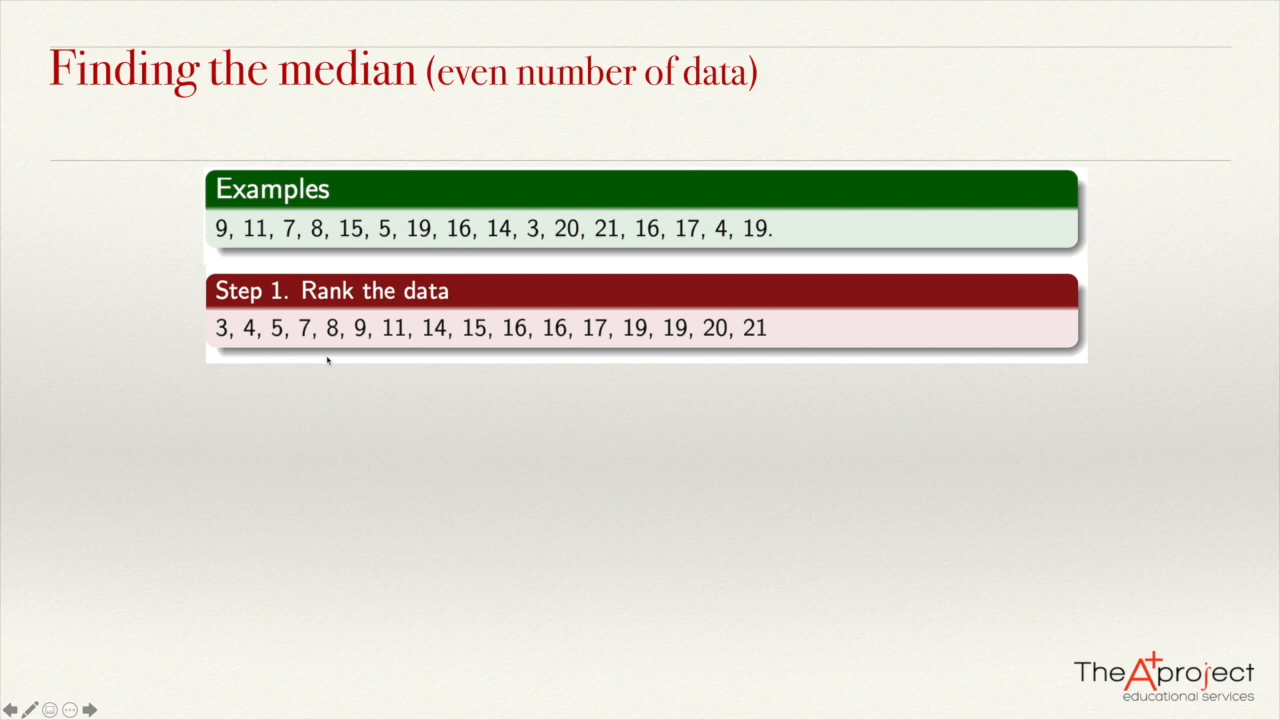 Finding the median (even number of data)
Examples
9, 11, 7, 8, 15, 5, 19, 16, 14, 3, 20, 21, 16, 17, 4, 19.
Step 1. Rank the data
3, 4, 5, 7, 8, 9, 11, 14, 15, 16, 16, 17, 19, 19, 20, 21
The A+ project
educational services